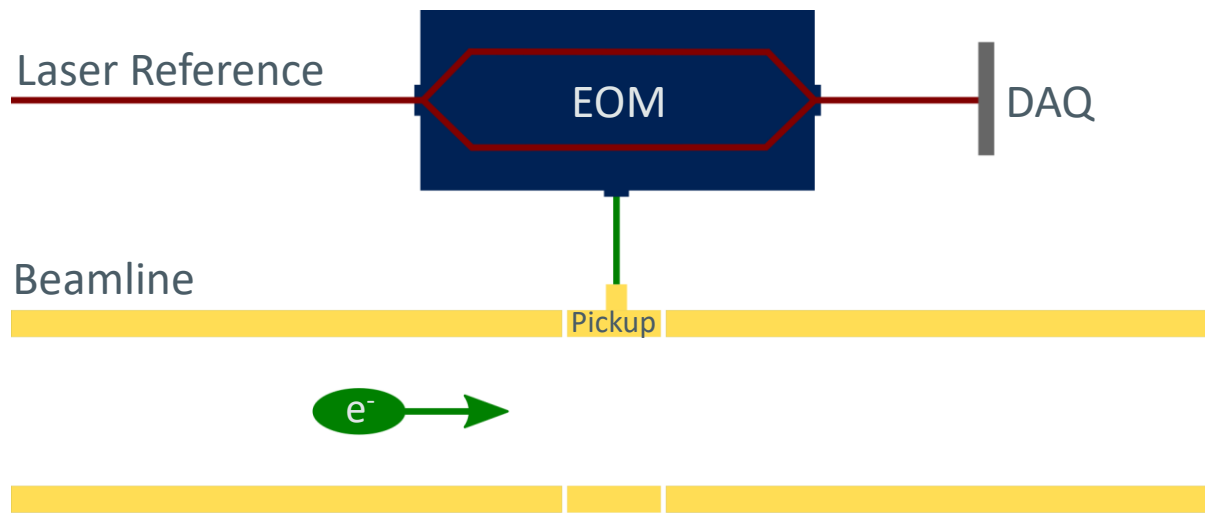 Laser Reference
EOM
DAQ
Beamline
Pickup
e⁻